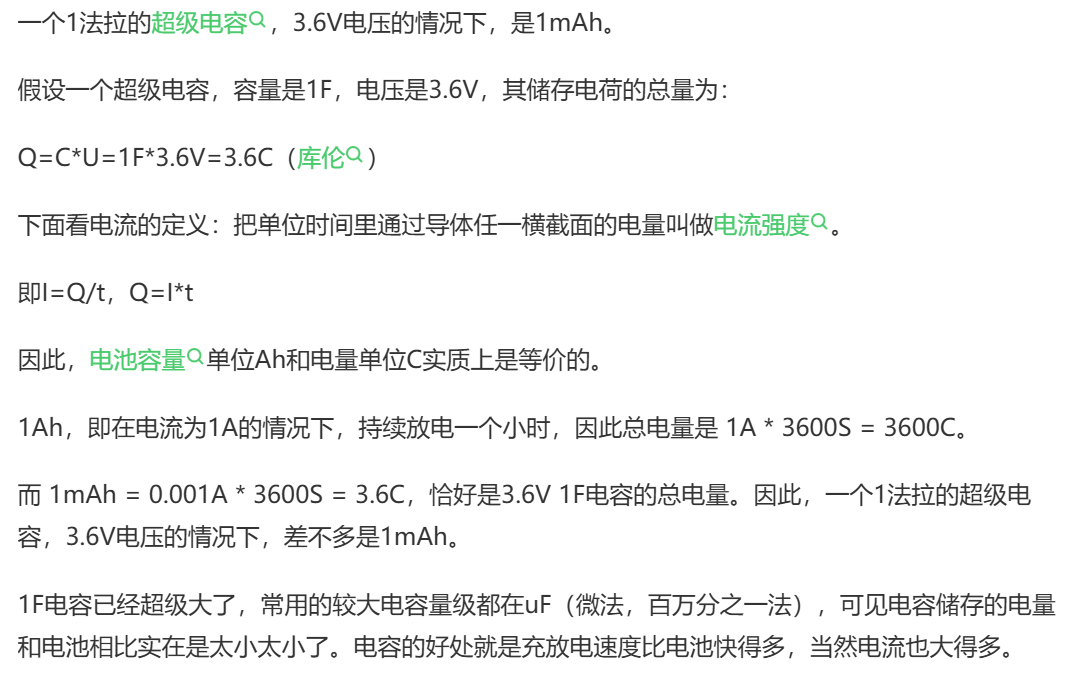 一个1法拉的超级电容，3.6V电压的情况下，是1mAh。
假设一个超级电容，容量是1F，电压是3.6V，其储存电荷的总量为：
Q=C*U=1F*3.6V=3.6C（库伦）
下面看电流的定义：把单位时间里通过导体任一横截面的电量叫做电流强度。
即I=Q/t，Q=I*t
因此，电池容量单位Ah和电量单位C实质上是等价的。
1Ah，即在电流为1A的情况下，持续放电一个小时，因此总电量是 1A * 3600S = 3600C。
而 1mAh = 0.001A * 3600S = 3.6C，恰好是3.6V 1F电容的总电量。因此，一个1法拉的超级电
容，3.6V电压的情况下，差不多是1mAh。
1F电容已经超级大了，常用的较大电容量级都在uF（微法，百万分之一法），可见电容储存的电量
和电池相比实在是太小太小了。电容的好处就是充放电速度比电池快得多，当然电流也大得多。